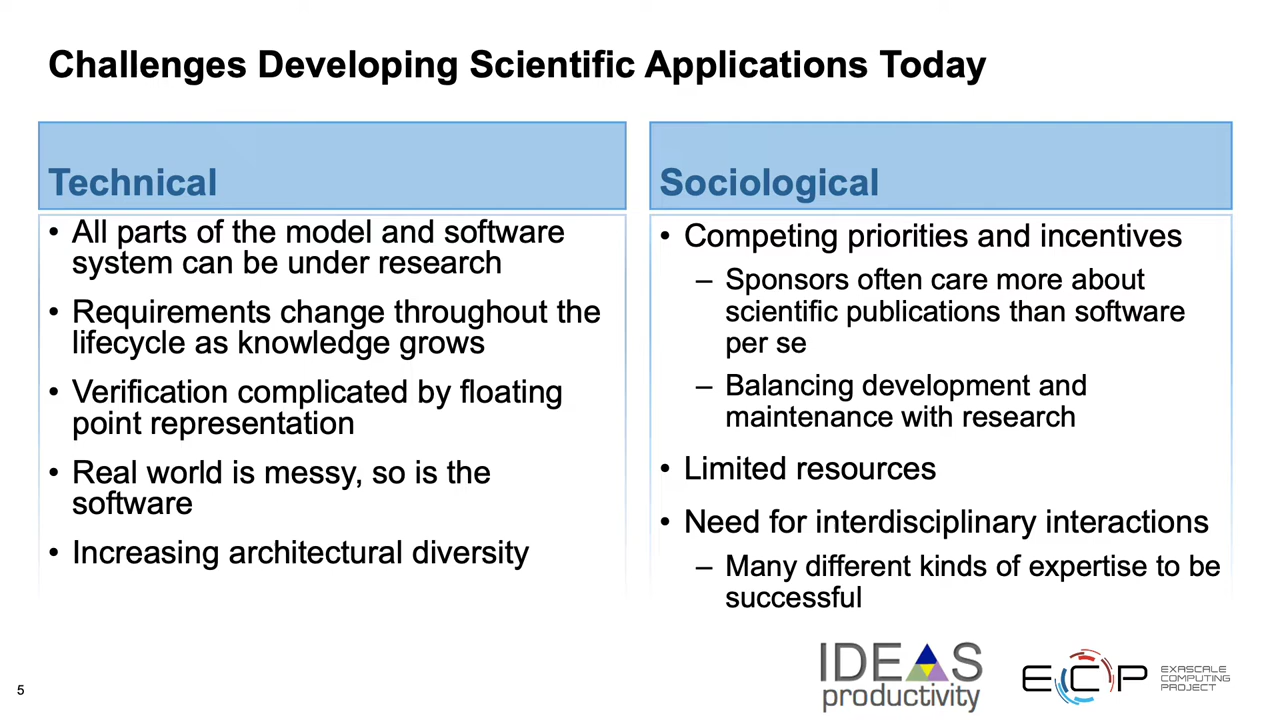 Challenges Developing Scientific Applications Today
Technical
• All parts of the model and software
system can be under research
• Requirements change throughout the
lifecycle as knowledge grows
• Verification complicated by floating
point representation
• Real world is messy, so is the
software
• Increasing architectural diversity
Sociological
• Competing priorities and incentives
– Sponsors often care more about
scientific publications than software
per se
– Balancing development and
maintenance with research
• Limited resources
• Need for interdisciplinary interactions
– Many different kinds of expertise to be
successful
5
IDEAS
productivity
ECP
EXASCALE
COMPUTING
PROJECT